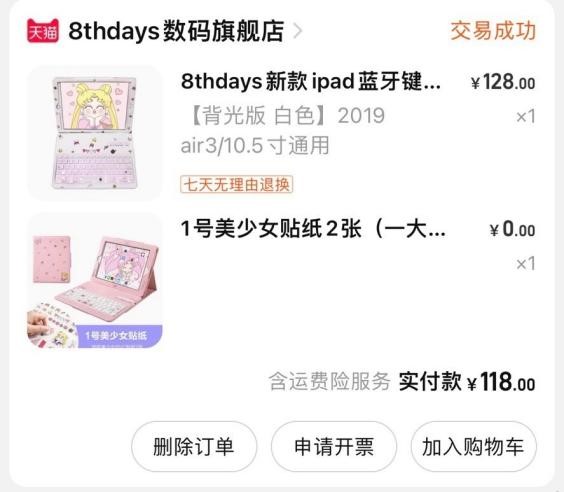 天猫 8thdays数码旗舰店 交易成功
8thdays新款ipad蓝牙键... ¥128.00
【背光版 白色】2019 ×1
air3/10.5寸通用
七天无理由退换
1号美少女贴纸2张（一大... ¥0.00
×1
1号美少女贴纸
含运费险服务 实付款 ¥118.00
删除订单 申请开票 加入购物车